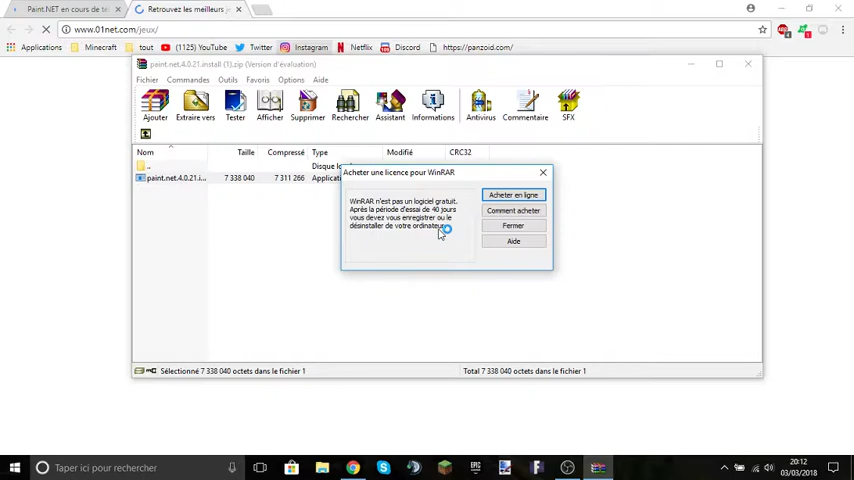 Paint.NET en cours de té
Retrouvez les meilleurs j
www.01net.com/jeux/
Applications Minecraft tout (1125) YouTube Twitter Instagram Netflix Discord https://panzoid.com/
paint.net.4.0.21.install (1).zip (Version d'évaluation)
Fichier Commandes Outils Favoris Options Aide
Ajouter Extraire vers Tester Afficher Supprimer Rechercher Assistant Informations Antivirus Commentaire SFX
Nom Taille Compressé Type Modifié CRC32
.. Disque lo
paint.net.4.0.21.i... 7 338 040 7 311 266 Applicati
Acheter une licence pour WinRAR
WinRAR n'est pas un logiciel gratuit.
Après la période d'essai de 40 jours
vous devez vous enregistrer ou le
désinstaller de votre ordinateur.
Acheter en ligne
Comment acheter
Fermer
Aide
Sélectionné 7 338 040 octets dans le fichier 1 Total 7 338 040 octets dans le fichier 1
Taper ici pour rechercher
EPIC
20:12
03/03/2018